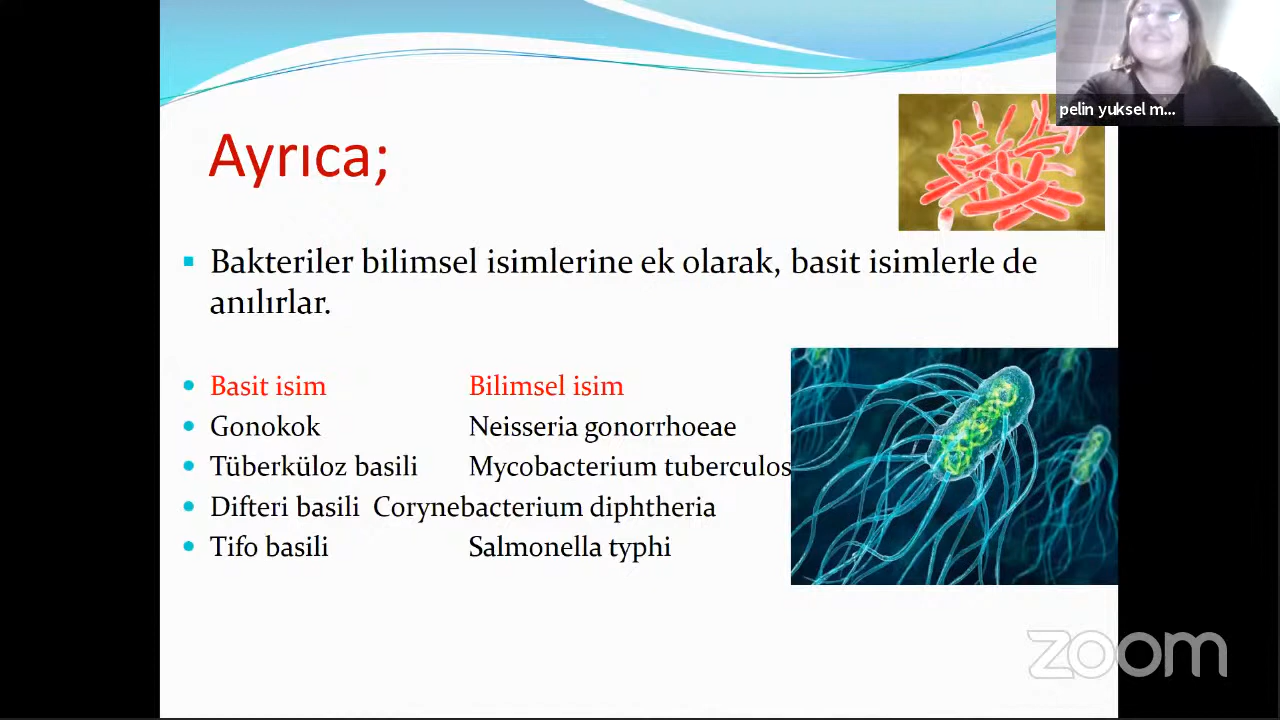 pelin yuksel m...
Ayrıca;
Bakteriler bilimsel isimlerine ek olarak, basit isimlerle de
anılırlar.
Basit isim Bilimsel isim
Gonokok Neisseria gonorrhoeae
Tüberküloz basili Mycobacterium tuberculos
Difteri basili Corynebacterium diphtheria
Tifo basili Salmonella typhi
zoom